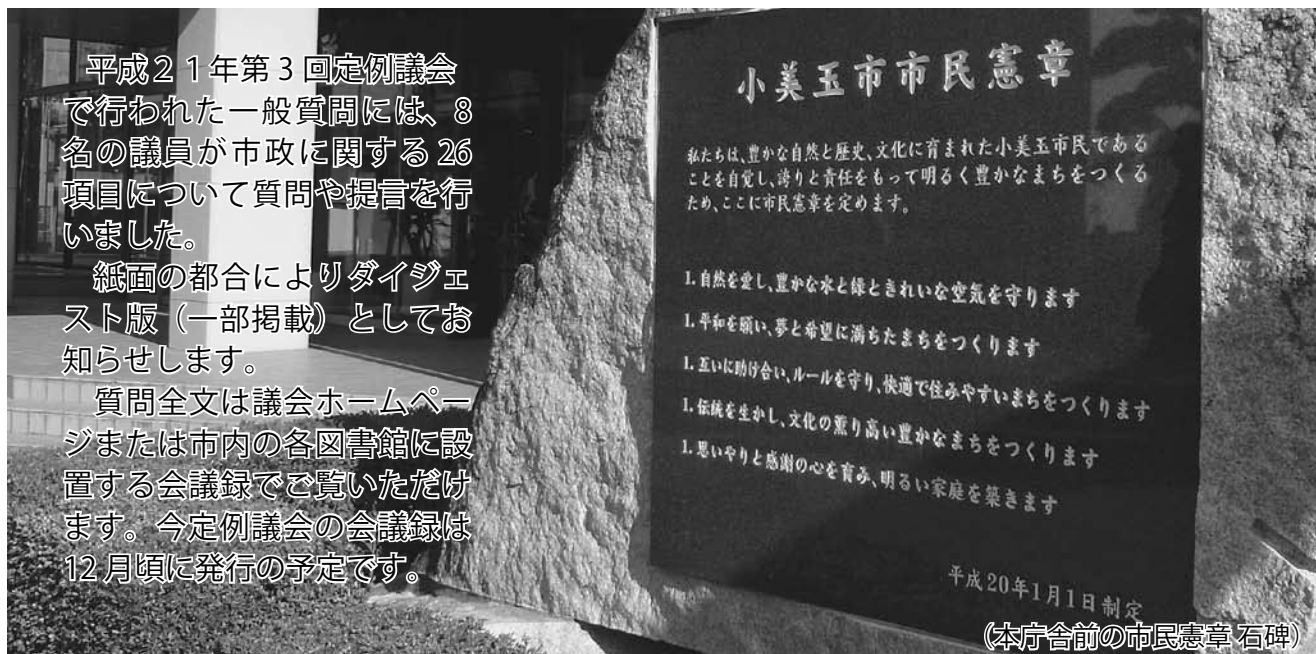 平成２１年第３回定例議会
で行われた一般質問には、8
名の議員が市政に関する 26
項目について質問や提言を行
いました。
紙面の都合によりダイジェ
スト版（一部掲載）としてお
知らせします。
質問全文は議会ホームペー
ジまたは市内の各図書館に設
置する会議録でご覧いただけ
ます。今定例議会の会議録は
12 月頃に発行の予定です。
小美玉市市民憲章
私たちは、豊かな自然と歴史、文化に育まれた小美玉市民である
ことを自覚し、誇りと責任をもって明るく豊かなまちをつくる
ため、ここに市民憲章を定めます。
1. 自然を愛し、豊かな水と緑ときれいな空気を守ります
1. 平和を願い、夢と希望に満ちたまちをつくります
1. 互いに助け合い、ルールを守り、快適で住みやすいまちをつくります
1. 伝統を生かし、文化の薫り高い豊かなまちをつくります
1. 思いやりと感謝の心を育み、明るい家庭を築きます
平成20年1月1日 制定
（本庁舎前の市民憲章 石碑）